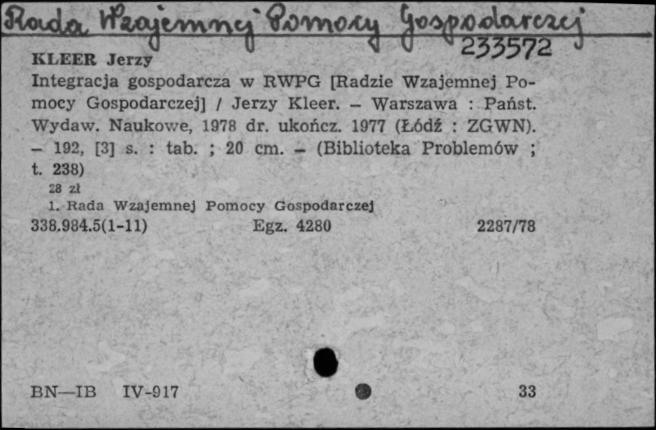 Rada Wzajemnej Pomocy Gospodarczej
233572
KLEER Jerzy
Integracja gospodarcza w RWPG [Radzie Wzajemnej Po-
mocy Gospodarczej] / Jerzy Kleer. – Warszawa : Państ.
Wydaw. Naukowe, 1978 dr. ukończ. 1977 (Łódź : ZGWN).
– 192, [3] s. : tab. ; 20 cm. – (Biblioteka Problemów ;
t. 238)
28 zł
1. Rada Wzajemnej Pomocy Gospodarczej
338.984.5(1-11) Egz. 4280 2287/78
BN—IB IV-917 33